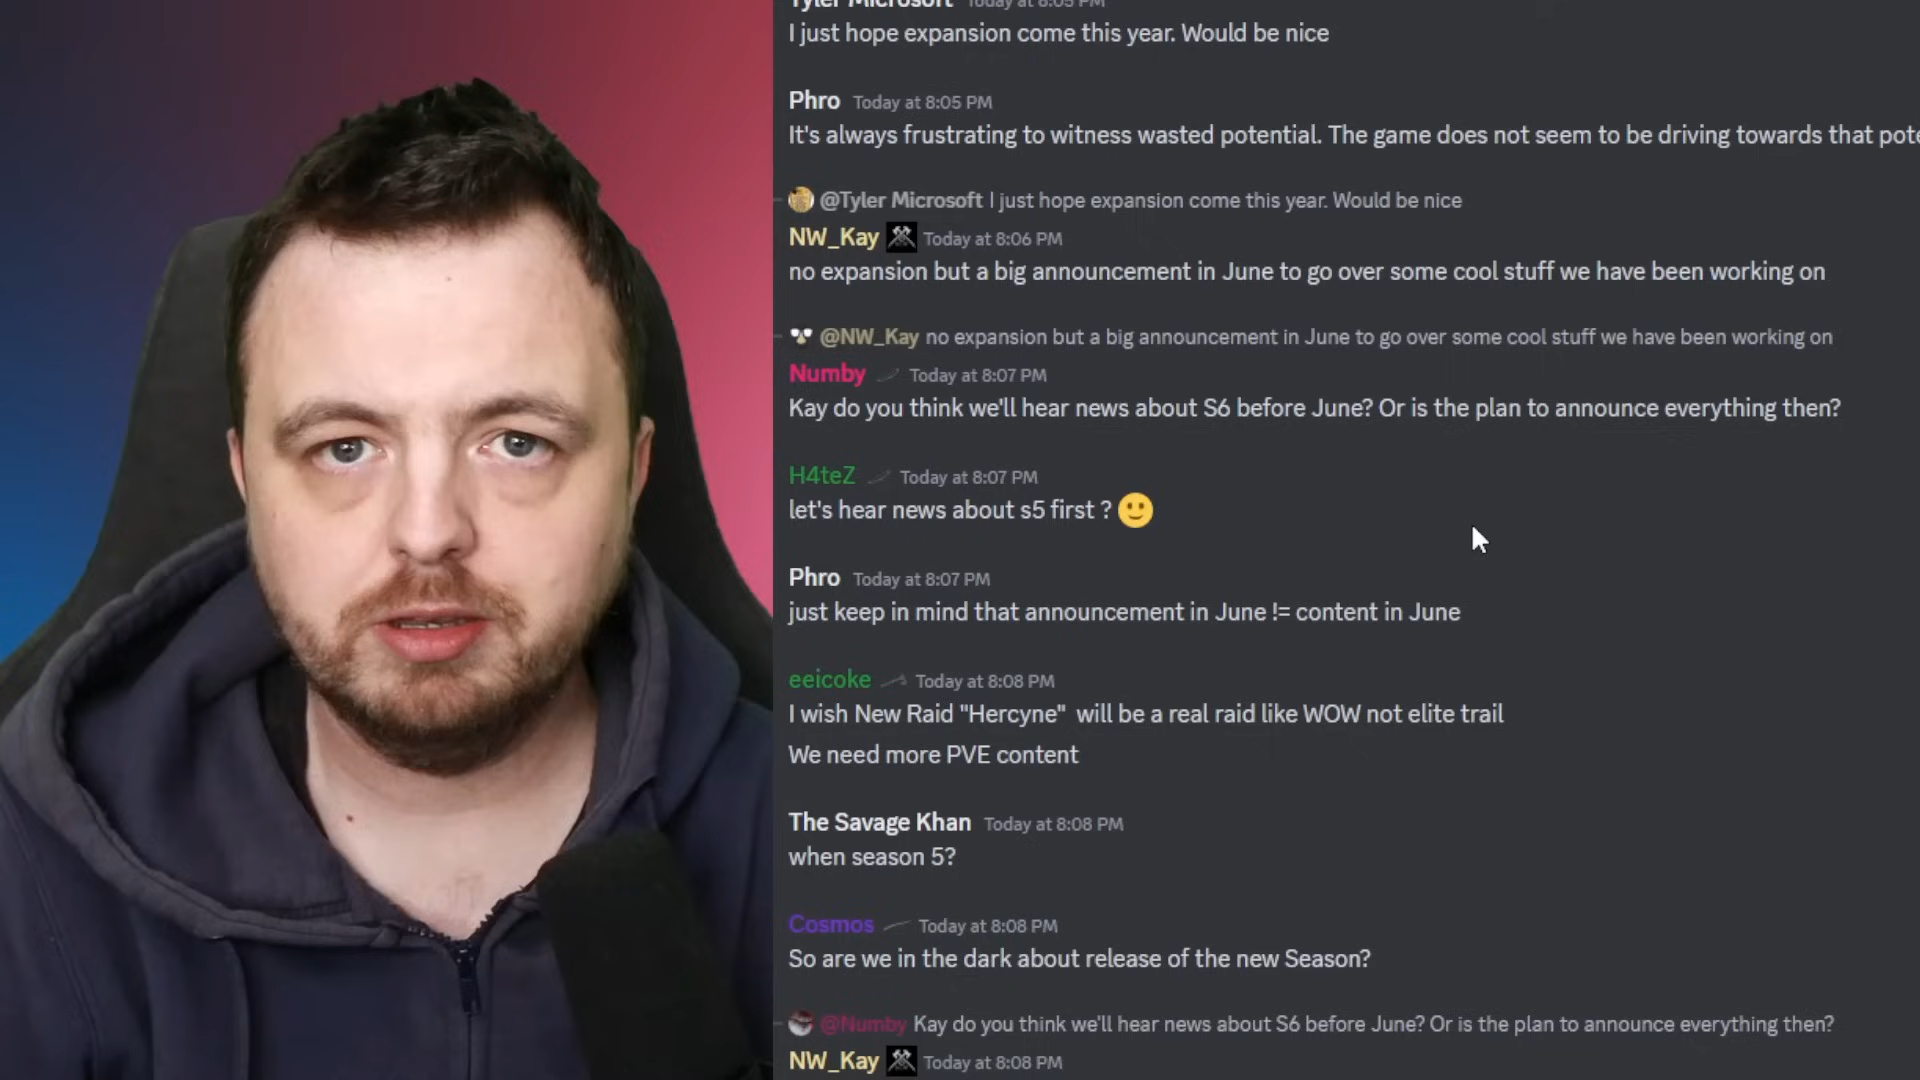 Tyler Microsoft Today at 8:05 PM
I just hope expansion come this year. Would be nice
Phro Today at 8:05 PM
It's always frustrating to witness wasted potential. The game does not seem to be driving towards that pote
@Tyler Microsoft I just hope expansion come this year. Would be nice
NW_Kay Today at 8:06 PM
no expansion but a big announcement in June to go over some cool stuff we have been working on
@NW_Kay no expansion but a big announcement in June to go over some cool stuff we have been working on
Numby Today at 8:07 PM
Kay do you think we'll hear news about S6 before June? Or is the plan to announce everything then?
H4teZ Today at 8:07 PM
let's hear news about s5 first ? 🙂
Phro Today at 8:07 PM
just keep in mind that announcement in June != content in June
eeicoke Today at 8:08 PM
I wish New Raid "Hercyne" will be a real raid like WOW not elite trail
We need more PVE content
The Savage Khan Today at 8:08 PM
when season 5?
Cosmos Today at 8:08 PM
So are we in the dark about release of the new Season?
@Numby Kay do you think we'll hear news about S6 before June? Or is the plan to announce everything then?
NW_Kay Today at 8:08 PM